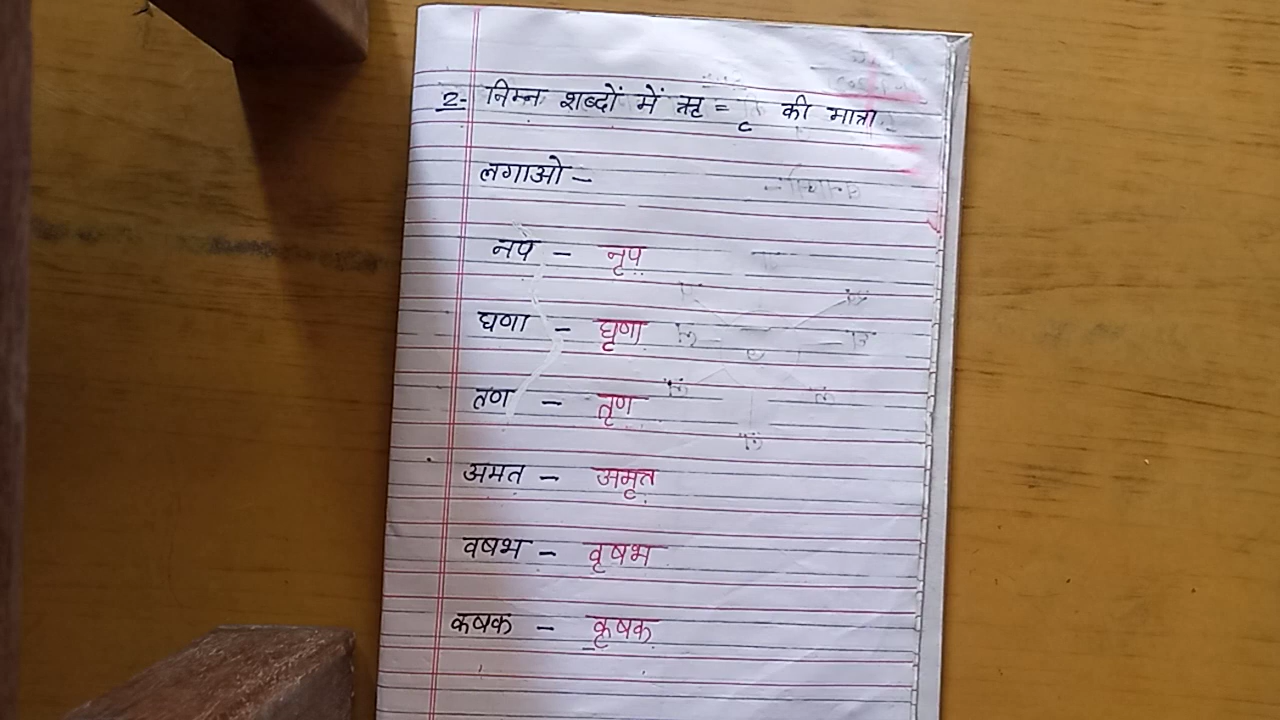 2- निम्न शब्दों में ऋ = ृ की मात्रा
लगाओ -
नप - नृप
घणा - घृणा
तण - तृण
अमत - अमृत
वषभ - वृषभ
कषक - कृषक